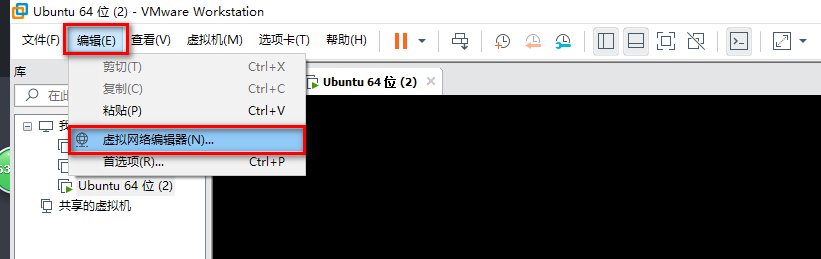 Ubuntu 64 位 (2) - VMware Workstation
文件(F) 编辑(E) 查看(V) 虚拟机(M) 选项卡(T) 帮助(H)
库
剪切(T) Ctrl+X
Ubuntu 64 位 (2)
在此
复制(C) Ctrl+C
粘贴(P) Ctrl+V
我
虚拟网络编辑器(N)...
首选项(R)... Ctrl+P
Ubuntu 64 位 (2)
共享的虚拟机